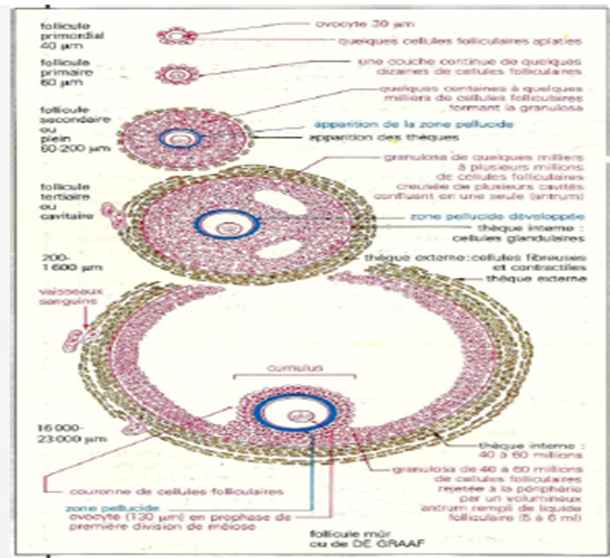 follicule
primordial
40 µm
ovocyte 30 µm
quelques cellules folliculaires aplaties
follicule
primaire
60 µm
une couche continue de quelques
dizaines de cellules folliculaires
follicule
secondaire
ou
plein
60-200 µm
quelques centaines à quelques
milliers de cellules folliculaires
formant la granulosa
apparition de la zone pellucide
apparition des thèques
follicule
tertiaire
ou
cavitaire
200-
1 600 µm
granulosa de quelques milliers
à plusieurs millions
de cellules folliculaires
creusée de plusieurs cavités
confluant en une seule (antrum)
zone pellucide développée
thèque interne :
cellules glandulaires
thèque externe : cellules fibreuses
et contractiles
thèque externe
vaisseaux
sanguins
cumulus
16 000-
23 000 µm
thèque interne :
40 à 60 millions
granulosa de 40 à 60 millions
de cellules folliculaires
rejetée à la périphérie
par un volumineux
antrum rempli de liquide
folliculaire (5 à 6 ml)
couronne de cellules folliculaires
zone pellucide
ovocyte (130 µm) en prophase de
première division de méiose
follicule mûr
ou de DE GRAAF